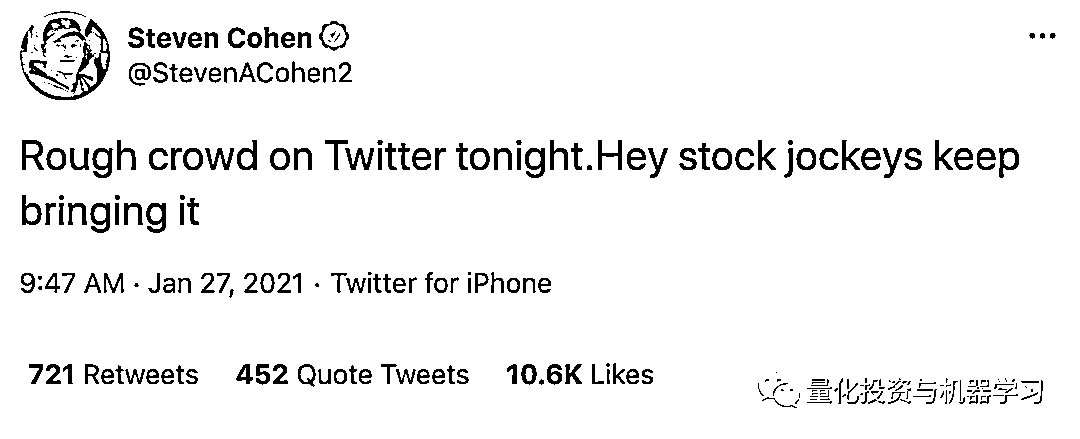 Steven Cohen
@StevenACohen2
Rough crowd on Twitter tonight.Hey stock jockeys keep
bringing it
9:47 AM · Jan 27, 2021 · Twitter for iPhone
721 Retweets 452 Quote Tweets 10.6K Likes
量化投资与机器学习